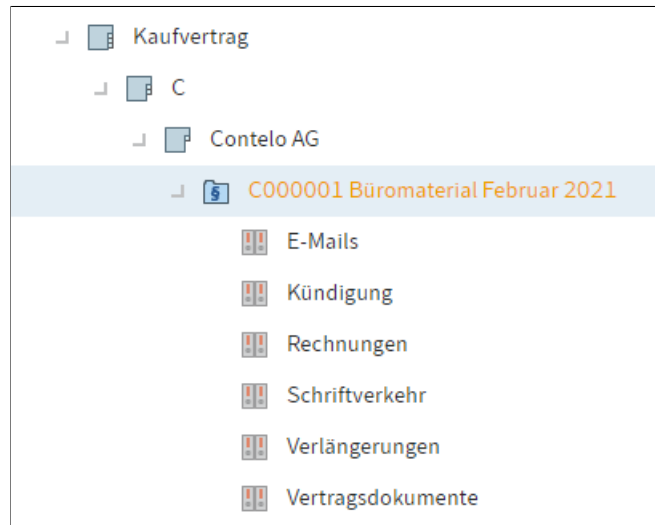 Kaufvertrag
C
Contelo AG
C000001 Büromaterial Februar 2021
E-Mails
Kündigung
Rechnungen
Schriftverkehr
Verlängerungen
Vertragsdokumente